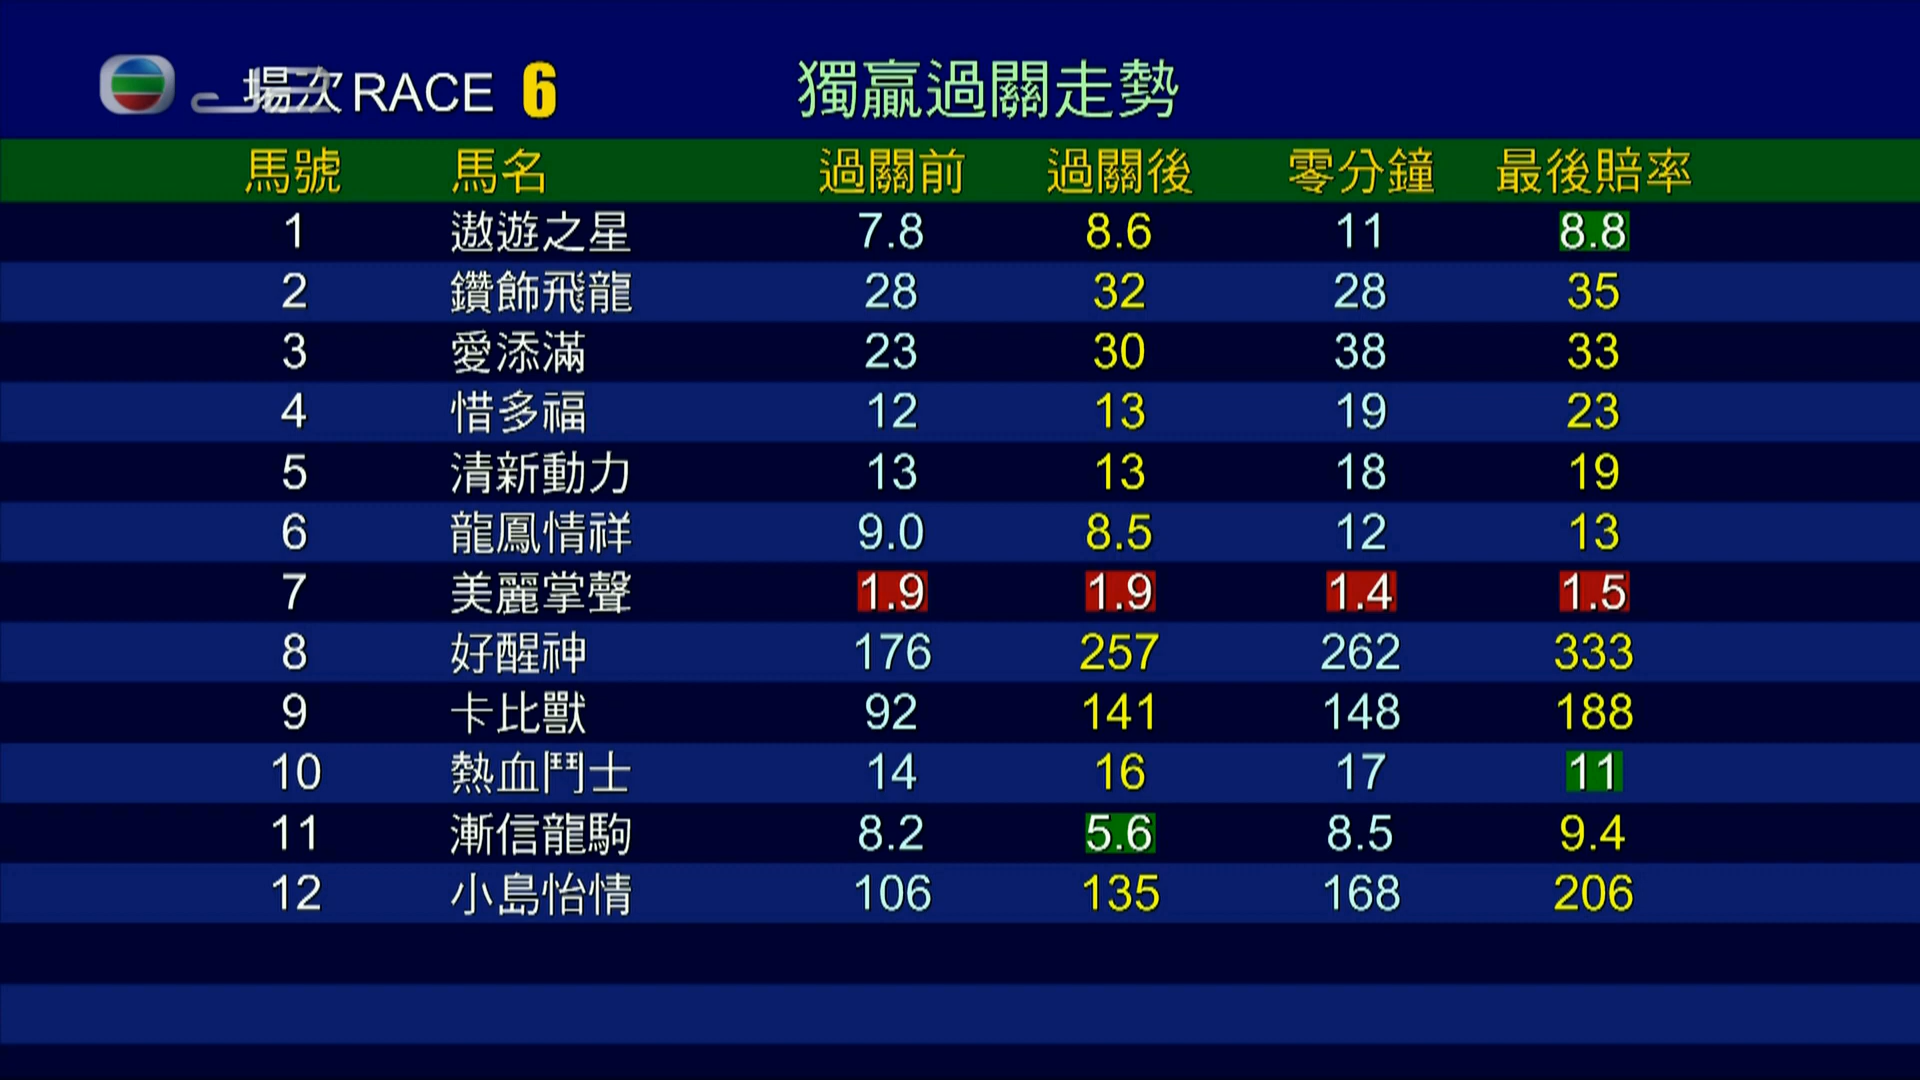 場次 RACE 6 獨贏過關走勢
馬號 馬名 過關前 過關後 零分鐘 最後賠率
1 遨遊之星 7.8 8.6 11 8.8
2 鑽飾飛龍 28 32 28 35
3 愛添滿 23 30 38 33
4 惜多福 12 13 19 23
5 清新動力 13 13 18 19
6 龍鳳情祥 9.0 8.5 12 13
7 美麗掌聲 1.9 1.9 1.4 1.5
8 好醒神 176 257 262 333
9 卡比獸 92 141 148 188
10 熱血鬥士 14 16 17 11
11 漸信龍駒 8.2 5.6 8.5 9.4
12 小島怡情 106 135 168 206